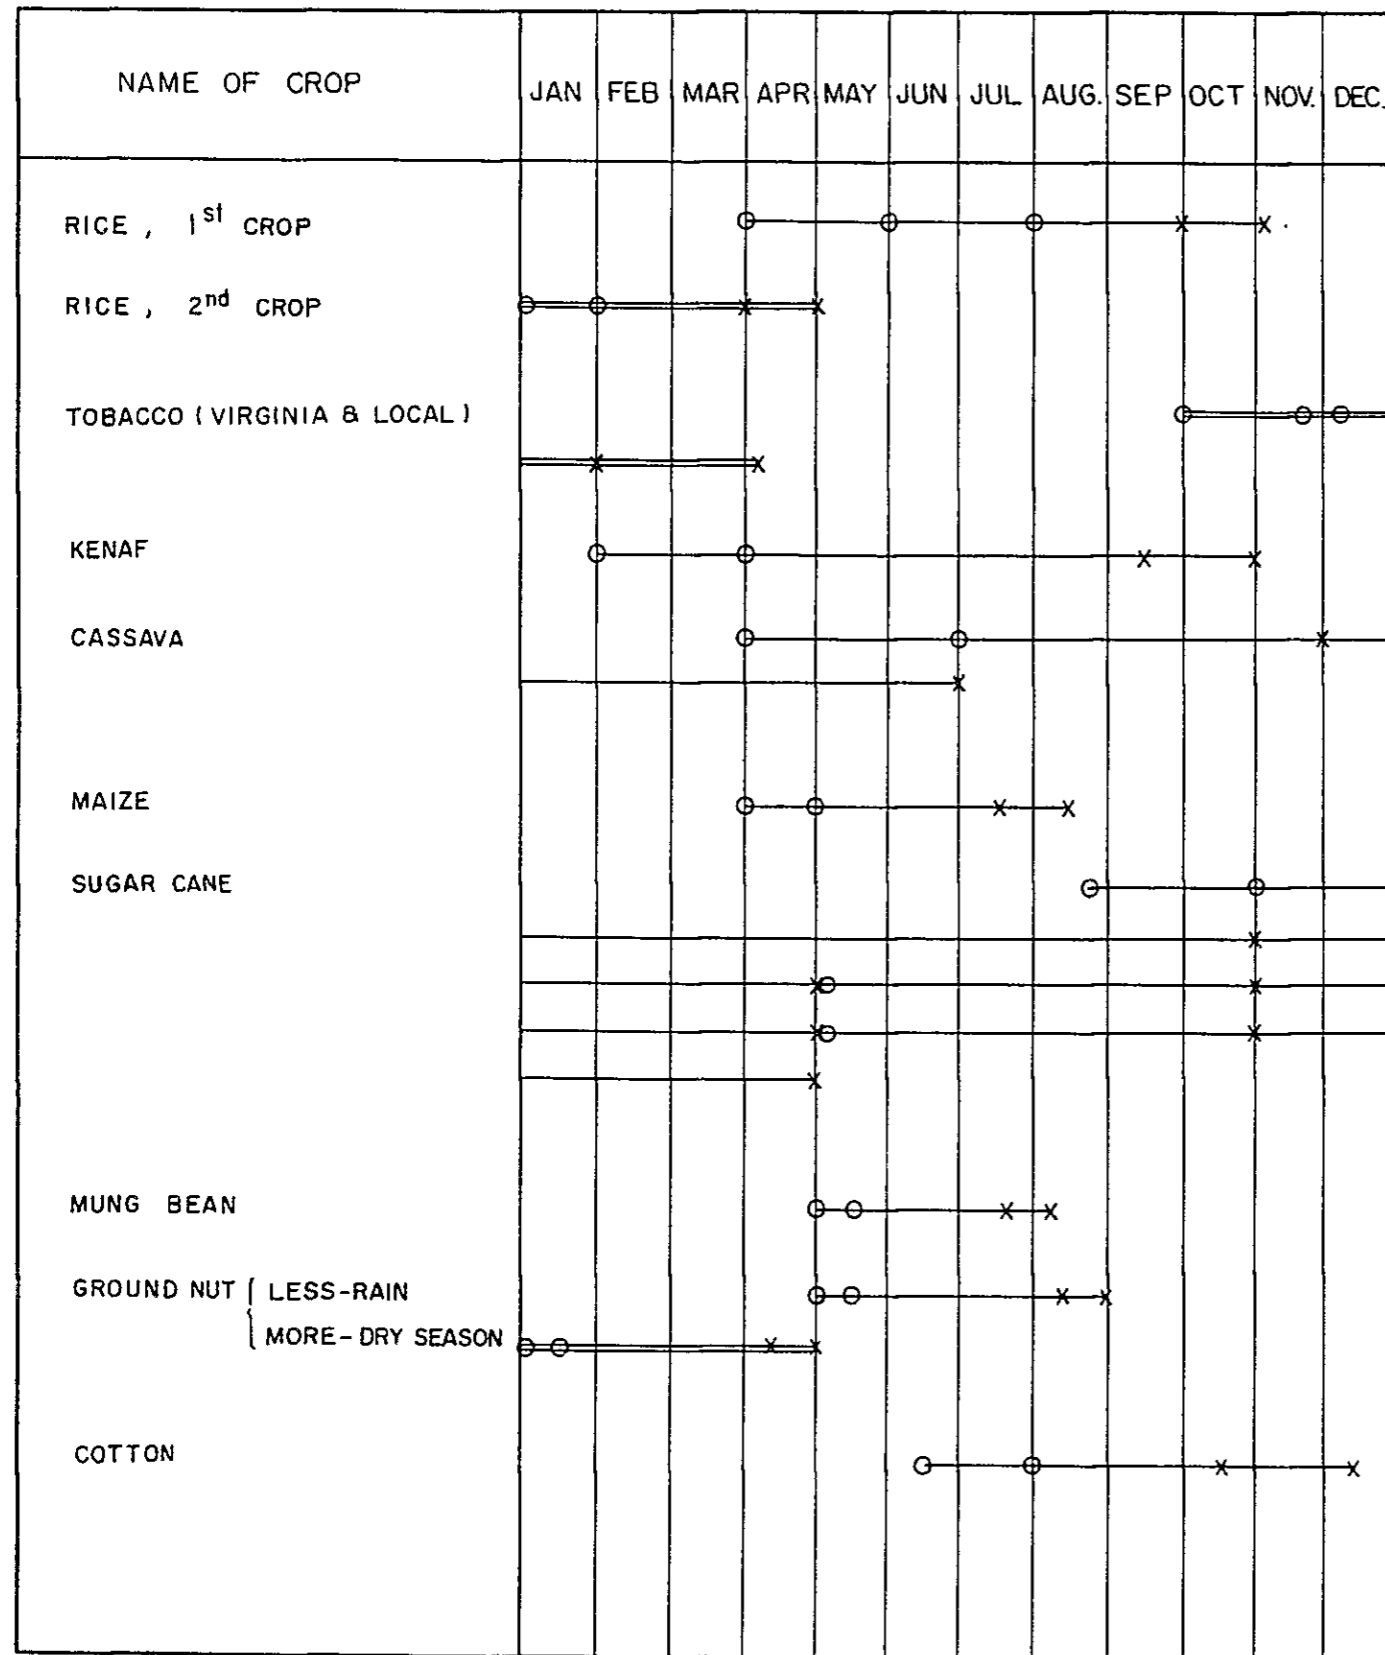 NAME OF CROP JAN FEB MAR APR MAY JUN JUL AUG. SEP OCT NOV. DEC.
RICE , 1st CROP
RICE , 2nd CROP
TOBACCO (VIRGINIA & LOCAL)
KENAF
CASSAVA
MAIZE
SUGAR CANE
MUNG BEAN
GROUND NUT { LESS-RAIN
MORE-DRY SEASON
COTTON